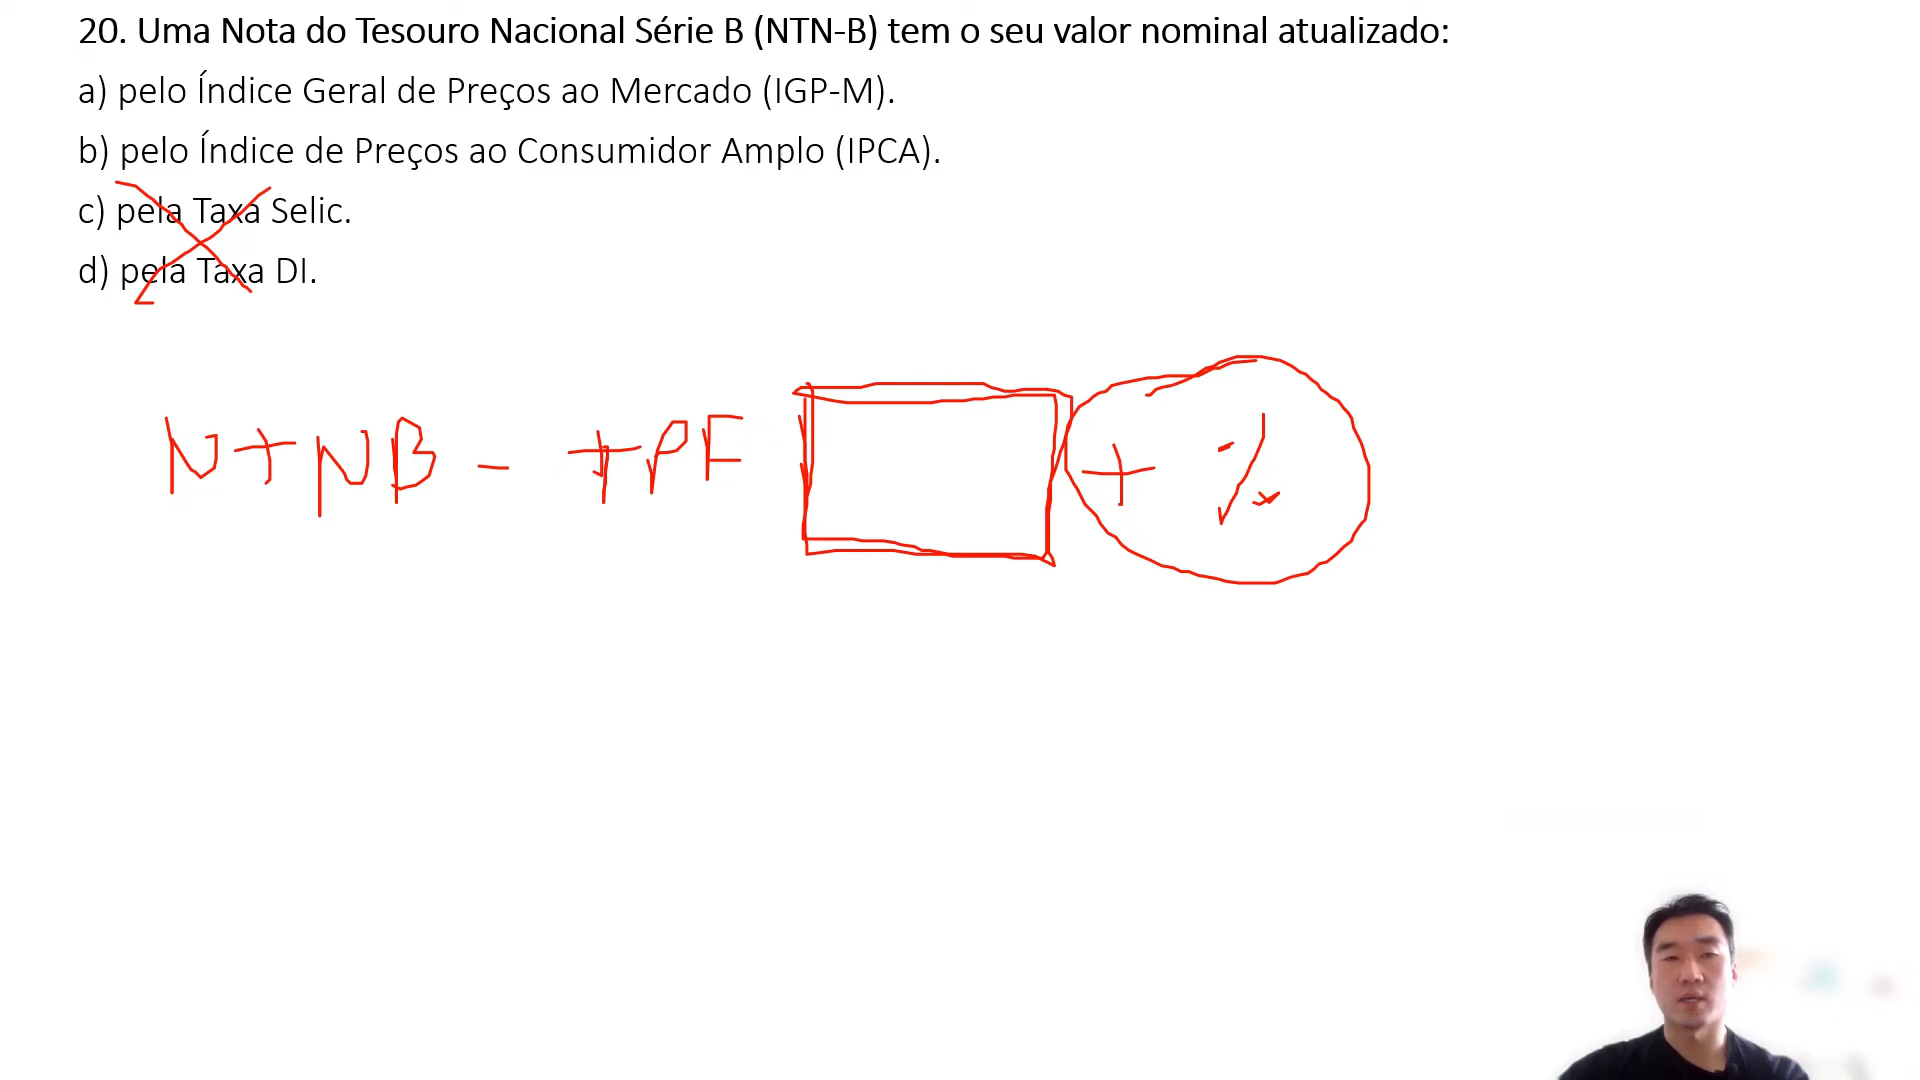 20. Uma Nota do Tesouro Nacional Série B (NTN-B) tem o seu valor nominal atualizado:
a) pelo Índice Geral de Preços ao Mercado (IGP-M).
b) pelo Índice de Preços ao Consumidor Amplo (IPCA).
c) pela Taxa Selic.
d) pela Taxa DI.
NTNB - TPF + %